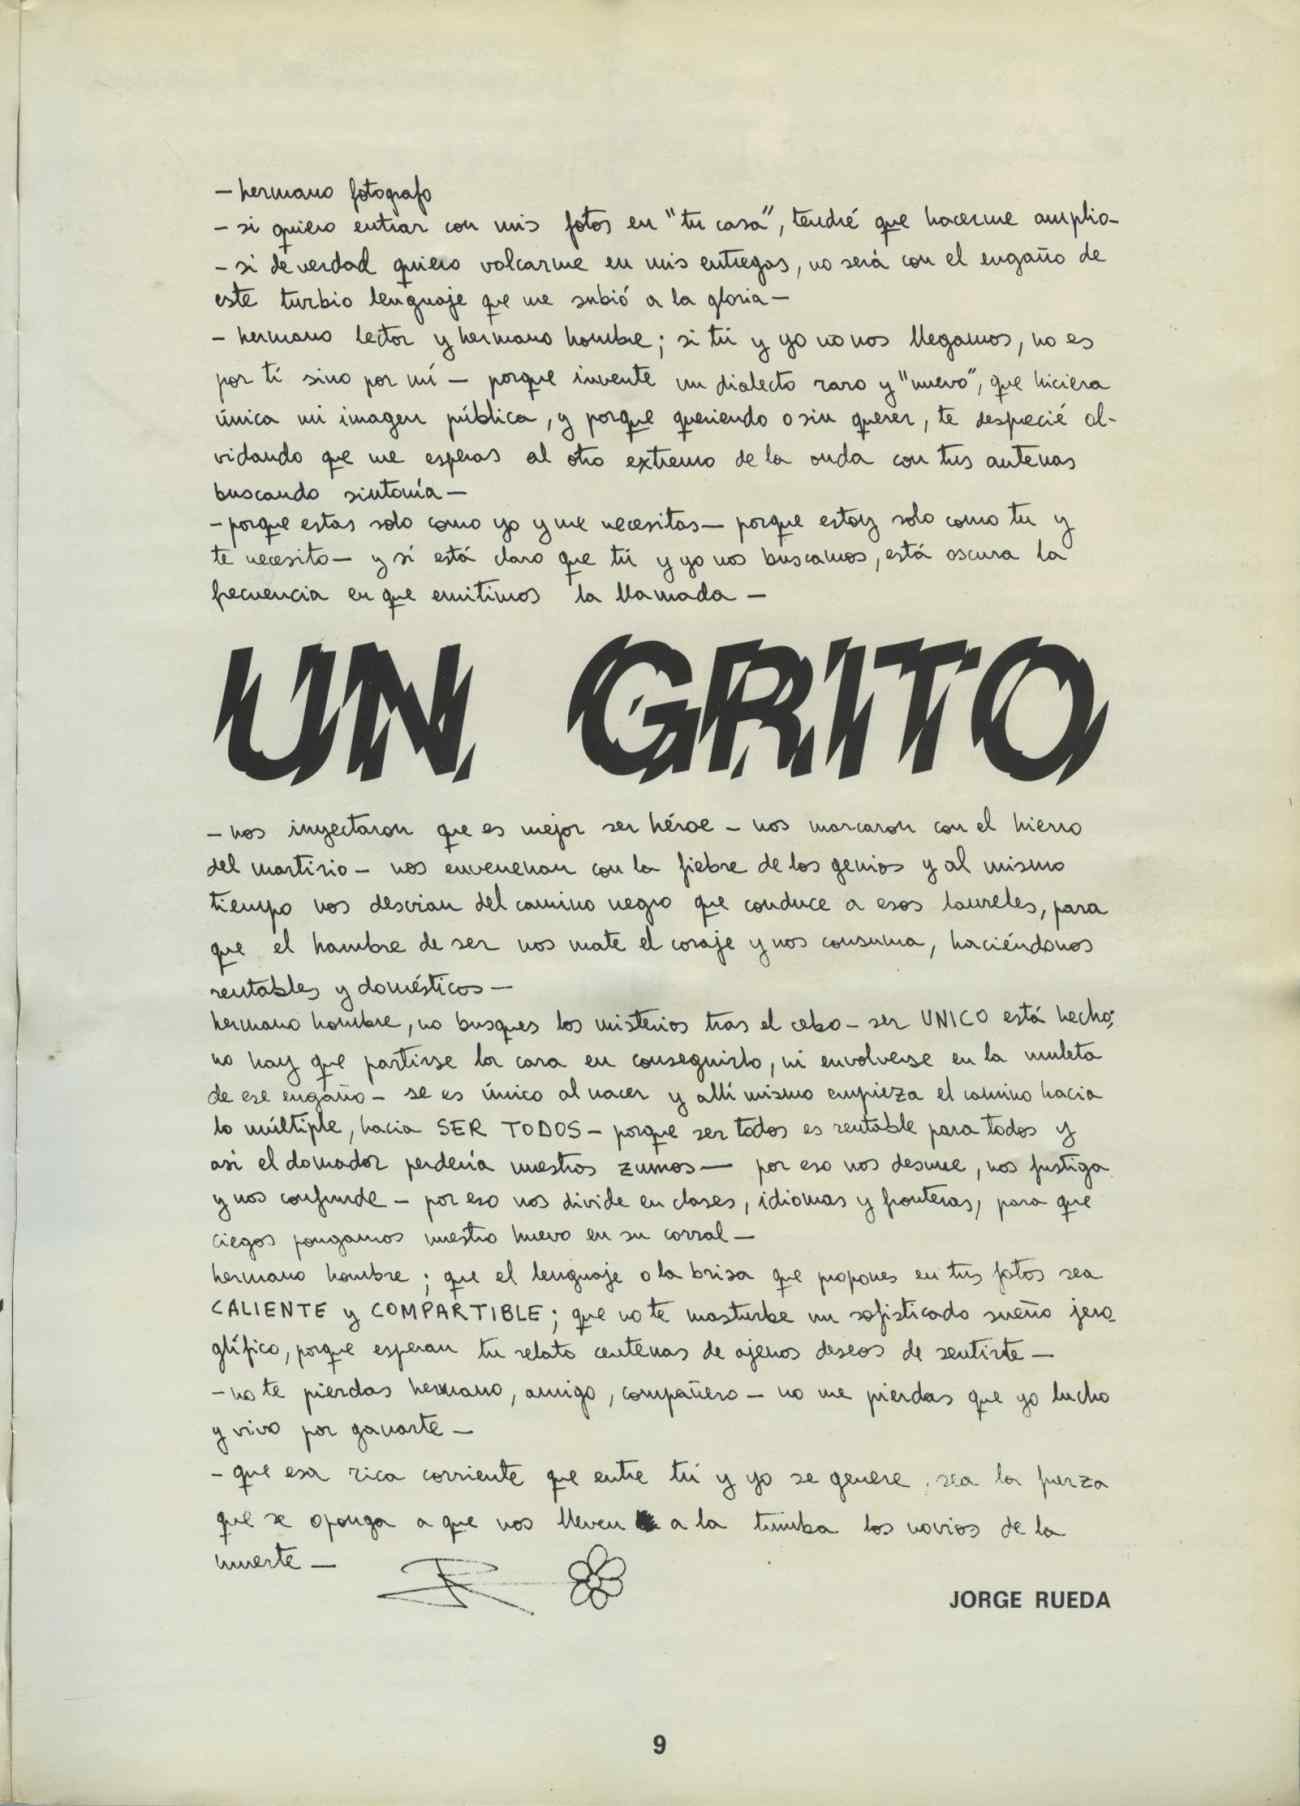 — hermano fotografo
— si quiero entrar con mis fotos en "tu casa", tendré que hacerme amplio—
— si de verdad quiero volcarme en mis entregas, no será con el engaño de
este turbio lenguaje que me subió a la gloria —
— hermano lector y hermano hombre; si tú y yo no nos llegamos, no es
por tí sino por mí — porque invente un dialecto raro y "nuevo", que hiciera
única mi imagen pública, y porque queriendo o sin querer, te desprecié ol-
vidando que me esperas al otro extremo de la onda con tus antenas
buscando sintonía —
— porque estas solo como yo y me necesitas — porque estoy solo como tu y
te necesito — y si está claro que tú y yo nos buscamos, está oscura la
frecuencia en que emitimos la llamada —
UN GRITO
— nos inyectaron que es mejor ser héroe — nos marcaron con el hierro
del martirio — nos envenenan con la fiebre de los genios y al mismo
tiempo nos desvian del camino negro que conduce a esos laureles, para
que el hambre de ser nos mate el coraje y nos consuma, haciéndonos
rentables y domésticos —
hermano hombre, no busques los misterios tras el cebo — ser UNICO está hecho;
no hay que partirse la cara en conseguirlo, ni envolverse en la muleta
de ese engaño — se es único al nacer y allí mismo empieza el camino hacia
lo múltiple, hacia SER TODOS — porque ser todos es rentable para todos y
asi el domador perdería nuestros zumos — por eso nos desune, nos fustiga
y nos confunde — por eso nos divide en clases, idiomas y fronteras, para que
ciegos pongamos nuestro huevo en su corral —
hermano hombre; que el lenguaje o la brisa que propones en tus fotos sea
CALIENTE y COMPARTIBLE; que no te masturbe un sofisticado sueño jero-
glífico, porque esperan tu relato centenas de ajenos deseos de sentirte —
— no te pierdas hermano, amigo, compañero — no me pierdas que yo lucho
y vivo por ganarte —
— que esa rica corriente que entre tú y yo se genere, sea la fuerza
que se oponga a que nos lleven a la tumba los novios de la
muerte —
JORGE RUEDA
9